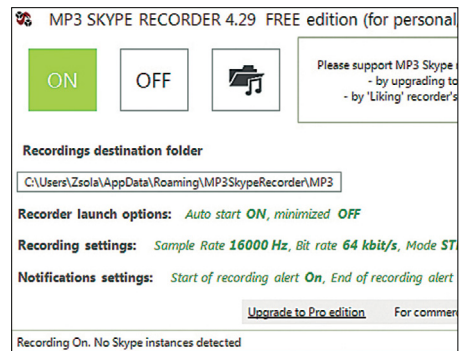 MP3 SKYPE RECORDER 4.29 FREE edition (for personal,
ON
OFF
Please support MP3 Skype
- by upgrading to
- by 'Liking' recorder's
Recordings destination folder
C:\Users\Zsola\AppData\Roaming\MP3SkypeRecorder\MP3
Recorder launch options: Auto start ON, minimized OFF
Recording settings: Sample Rate 16000 Hz, Bit rate 64 kbit/s, Mode
Notifications settings: Start of recording alert On, End of recording alert
Upgrade to Pro edition For commer
Recording On. No Skype instances detected